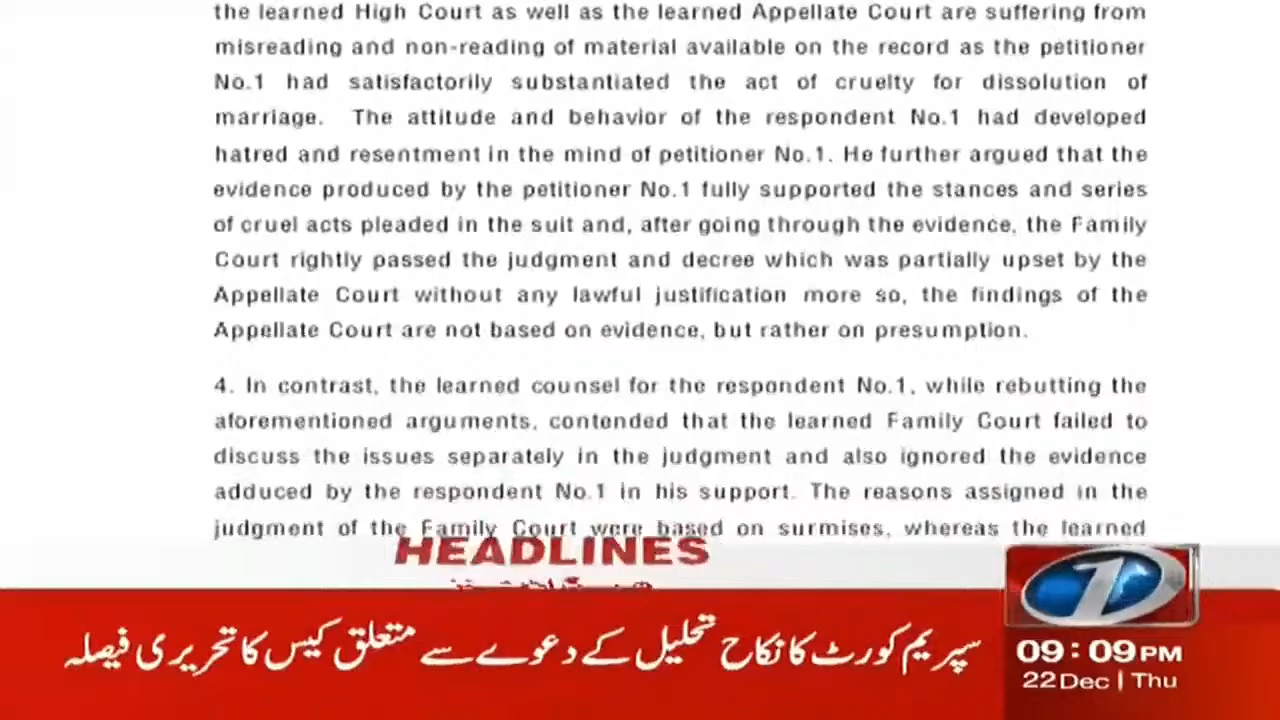 the learned High Court as well as the learned Appellate Court are suffering from
misreading and non-reading of material available on the record as the petitioner
No.1 had satisfactorily substantiated the act of cruelty for dissolution of
marriage. The attitude and behavior of the respondent No.1 had developed
hatred and resentment in the mind of petitioner No.1. He further argued that the
evidence produced by the petitioner No.1 fully supported the stances and series
of cruel acts pleaded in the suit and, after going through the evidence, the Family
Court rightly passed the judgment and decree which was partially upset by the
Appellate Court without any lawful justification more so, the findings of the
Appellate Court are not based on evidence, but rather on presumption.
4. In contrast, the learned counsel for the respondent No.1, while rebutting the
aforementioned arguments, contended that the learned Family Court failed to
discuss the issues separately in the judgment and also ignored the evidence
adduced by the respondent No.1 in his support. The reasons assigned in the
judgment of the Family Court were based on surmises, whereas the learned
HEADLINES
سپریم کورٹ کا نکاح تحلیل کے دعوے سے متعلق کیس کا تحریری فیصلہ
1
09:09PM
22Dec | Thu